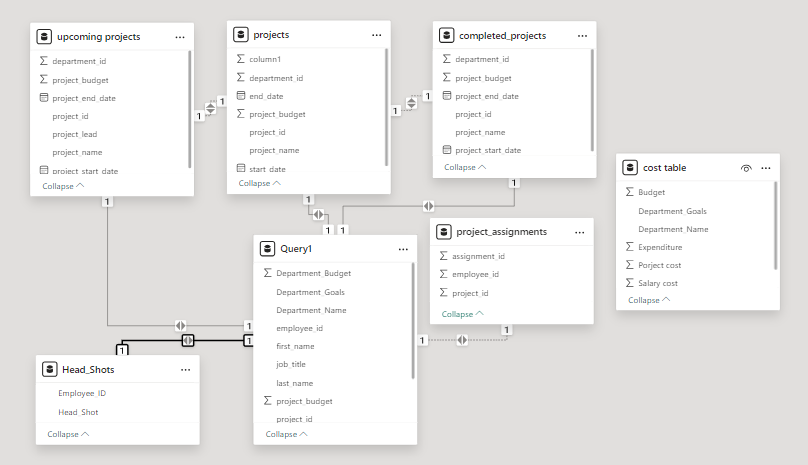 upcoming projects
department_id
project_budget
project_end_date
project_id
project_lead
project_name
project_start_date
Collapse
projects
column1
department_id
end_date
project_budget
project_id
project_name
start_date
Collapse
completed_projects
department_id
project_budget
project_end_date
project_id
project_name
project_start_date
Collapse
cost table
Budget
Department_Goals
Department_Name
Expenditure
Porject cost
Salary cost
Collapse
1
1
1
1
1
1
1
1
1
Query1
Department_Budget
Department_Goals
Department_Name
employee_id
first_name
job_title
last_name
project_budget
project_id
Collapse
project_assignments
assignment_id
employee_id
project_id
Collapse
1
1
1
1
1
Head_Shots
Employee_ID
Head_Shot
Collapse